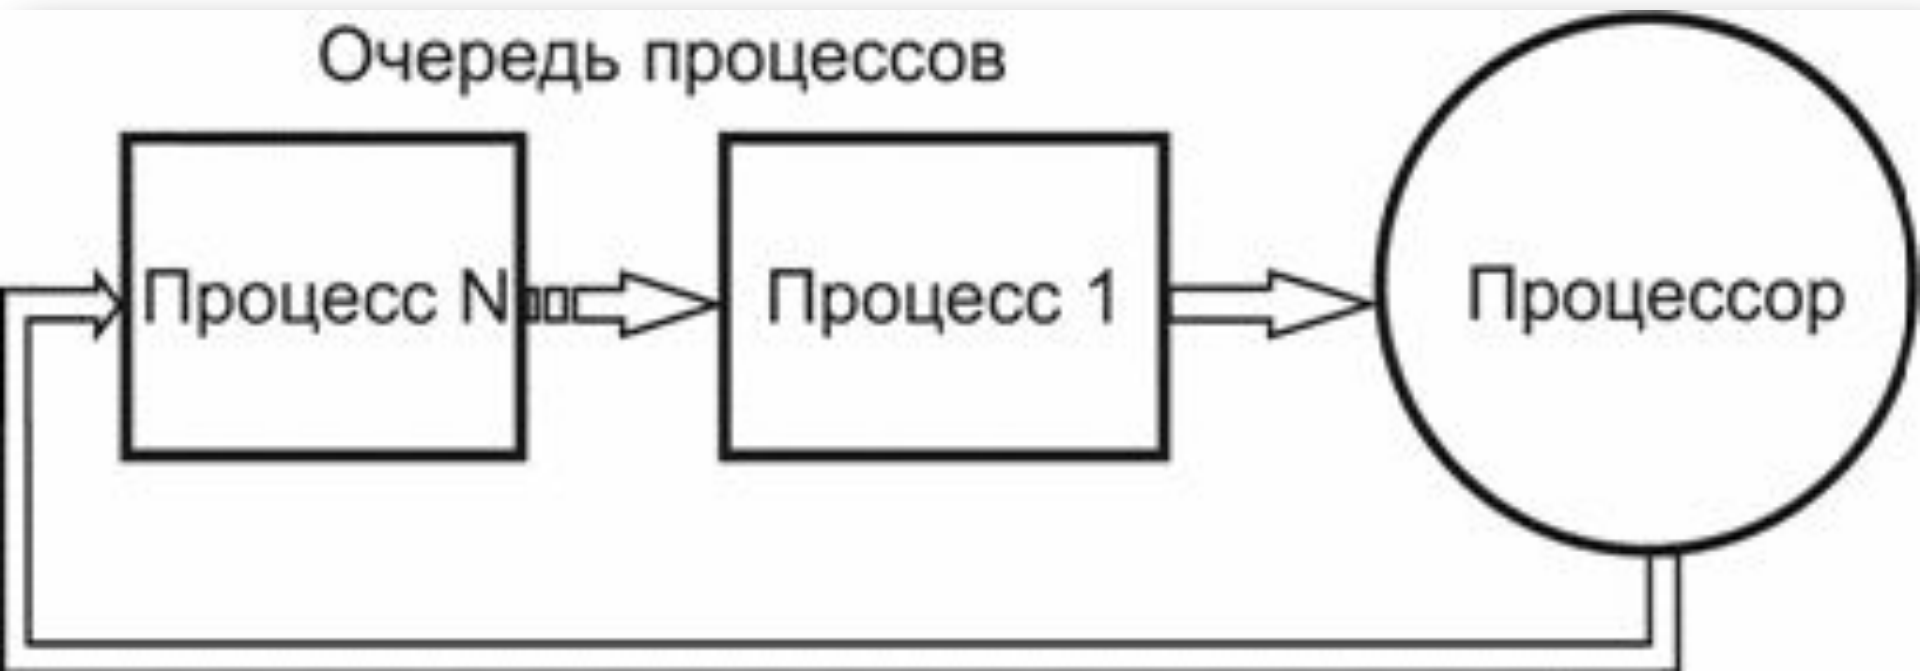 Очередь процессов
Процесс N
Процесс 1
Процессор